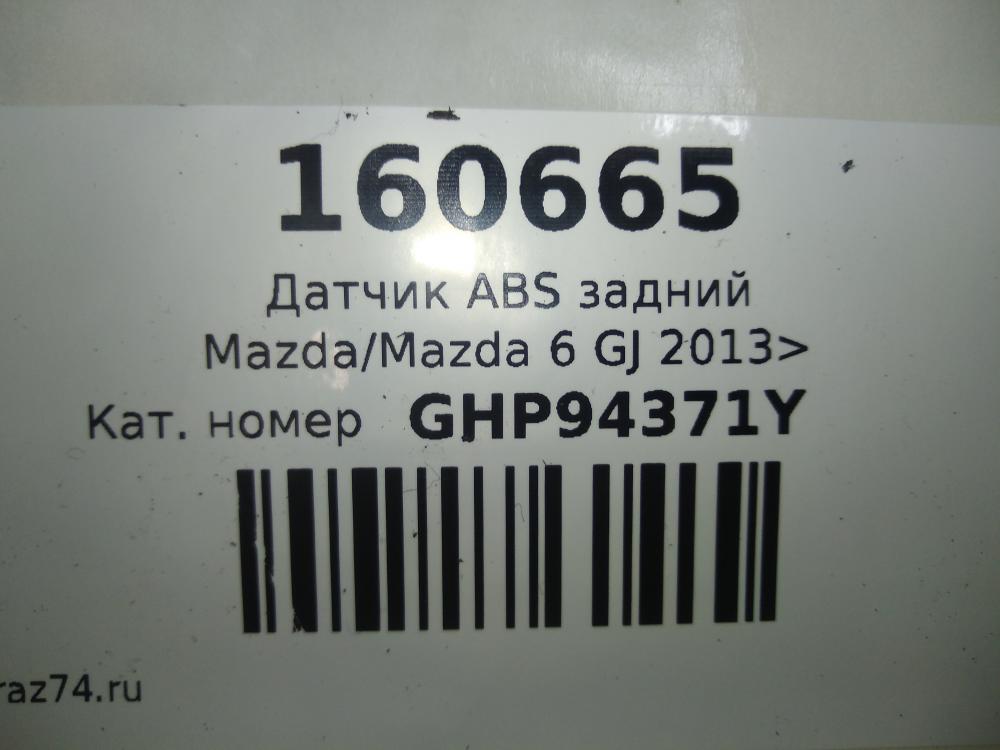 160665
Датчик ABS задний
Mazda/Mazda 6 GJ 2013>
Кат. номер GHP94371Y
raz74.ru